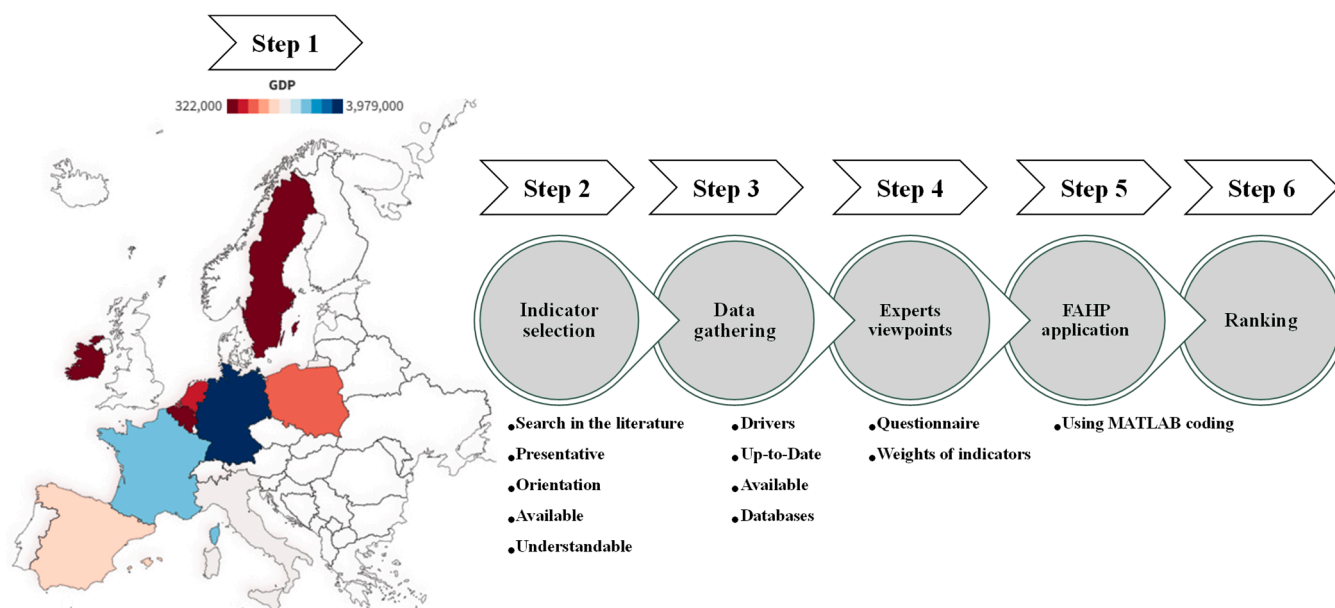 Step 1
GDP
322,000
3,979,000
Step 2
Step 3
Step 4
Step 5
Step 6
Indicator
selection
Data
gathering
Experts
viewpoints
FAHP
application
Ranking
•Search in the literature
•Presentative
•Orientation
•Available
•Understandable
•Drivers
•Up-to-Date
•Available
•Databases
•Questionnaire
•Weights of indicators
•Using MATLAB coding